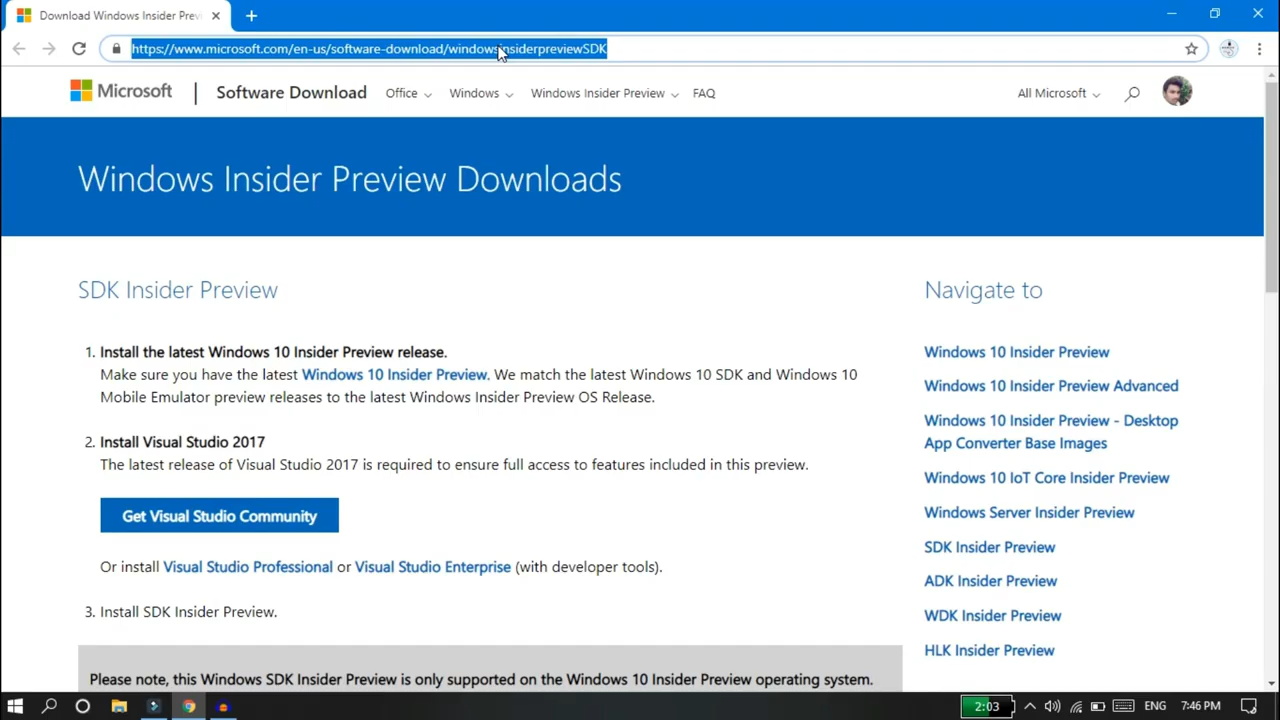 Download Windows Insider Prev
https://www.microsoft.com/en-us/software-download/windowsinsiderpreviewSDK
Microsoft
Software Download
Office
Windows
Windows Insider Preview
FAQ
All Microsoft
Windows Insider Preview Downloads
SDK Insider Preview
1. Install the latest Windows 10 Insider Preview release.
Make sure you have the latest Windows 10 Insider Preview. We match the latest Windows 10 SDK and Windows 10
Mobile Emulator preview releases to the latest Windows Insider Preview OS Release.
2. Install Visual Studio 2017
The latest release of Visual Studio 2017 is required to ensure full access to features included in this preview.
Get Visual Studio Community
Or install Visual Studio Professional or Visual Studio Enterprise (with developer tools).
3. Install SDK Insider Preview.
Please note, this Windows SDK Insider Preview is only supported on the Windows 10 Insider Preview operating system.
Navigate to
Windows 10 Insider Preview
Windows 10 Insider Preview Advanced
Windows 10 Insider Preview - Desktop
App Converter Base Images
Windows 10 IoT Core Insider Preview
Windows Server Insider Preview
SDK Insider Preview
ADK Insider Preview
WDK Insider Preview
HLK Insider Preview
2:03
ENG
7:46 PM